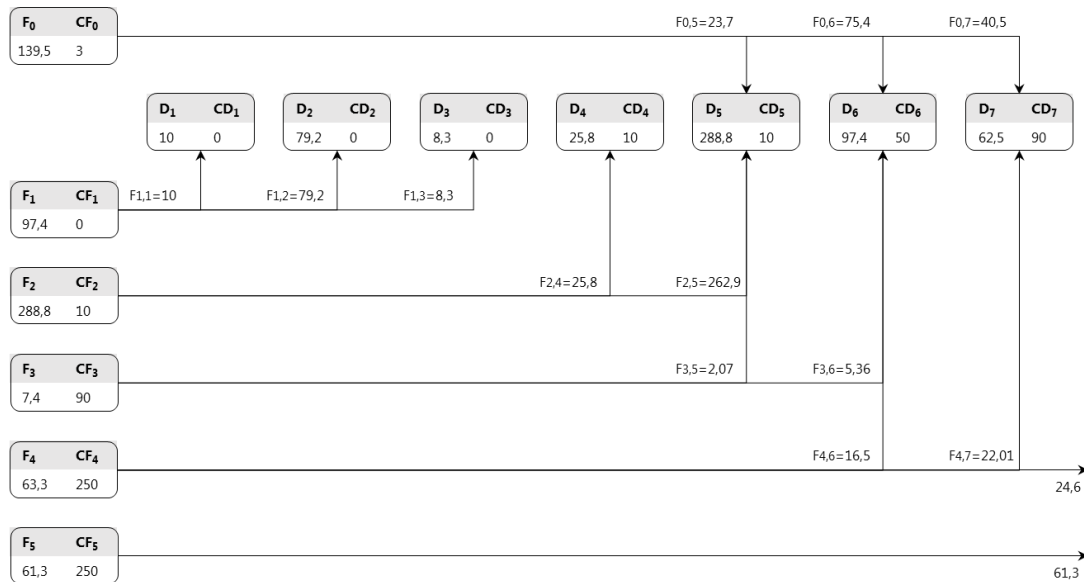 F₀ CF₀
139,5 3
F0,5=23,7 F0,6=75,4 F0,7=40,5
D₁ CD₁ D₂ CD₂ D₃ CD₃ D₄ CD₄ D₅ CD₅ D₆ CD₆ D₇ CD₇
10 0 79,2 0 8,3 0 25,8 10 288,8 10 97,4 50 62,5 90
F₁ CF₁
97,4 0
F1,1=10 F1,2=79,2 F1,3=8,3
F₂ CF₂
288,8 10
F2,4=25,8 F2,5=262,9
F₃ CF₃
7,4 90
F3,5=2,07 F3,6=5,36
F₄ CF₄
63,3 250
F4,6=16,5 F4,7=22,01
24,6
F₅ CF₅
61,3 250
61,3